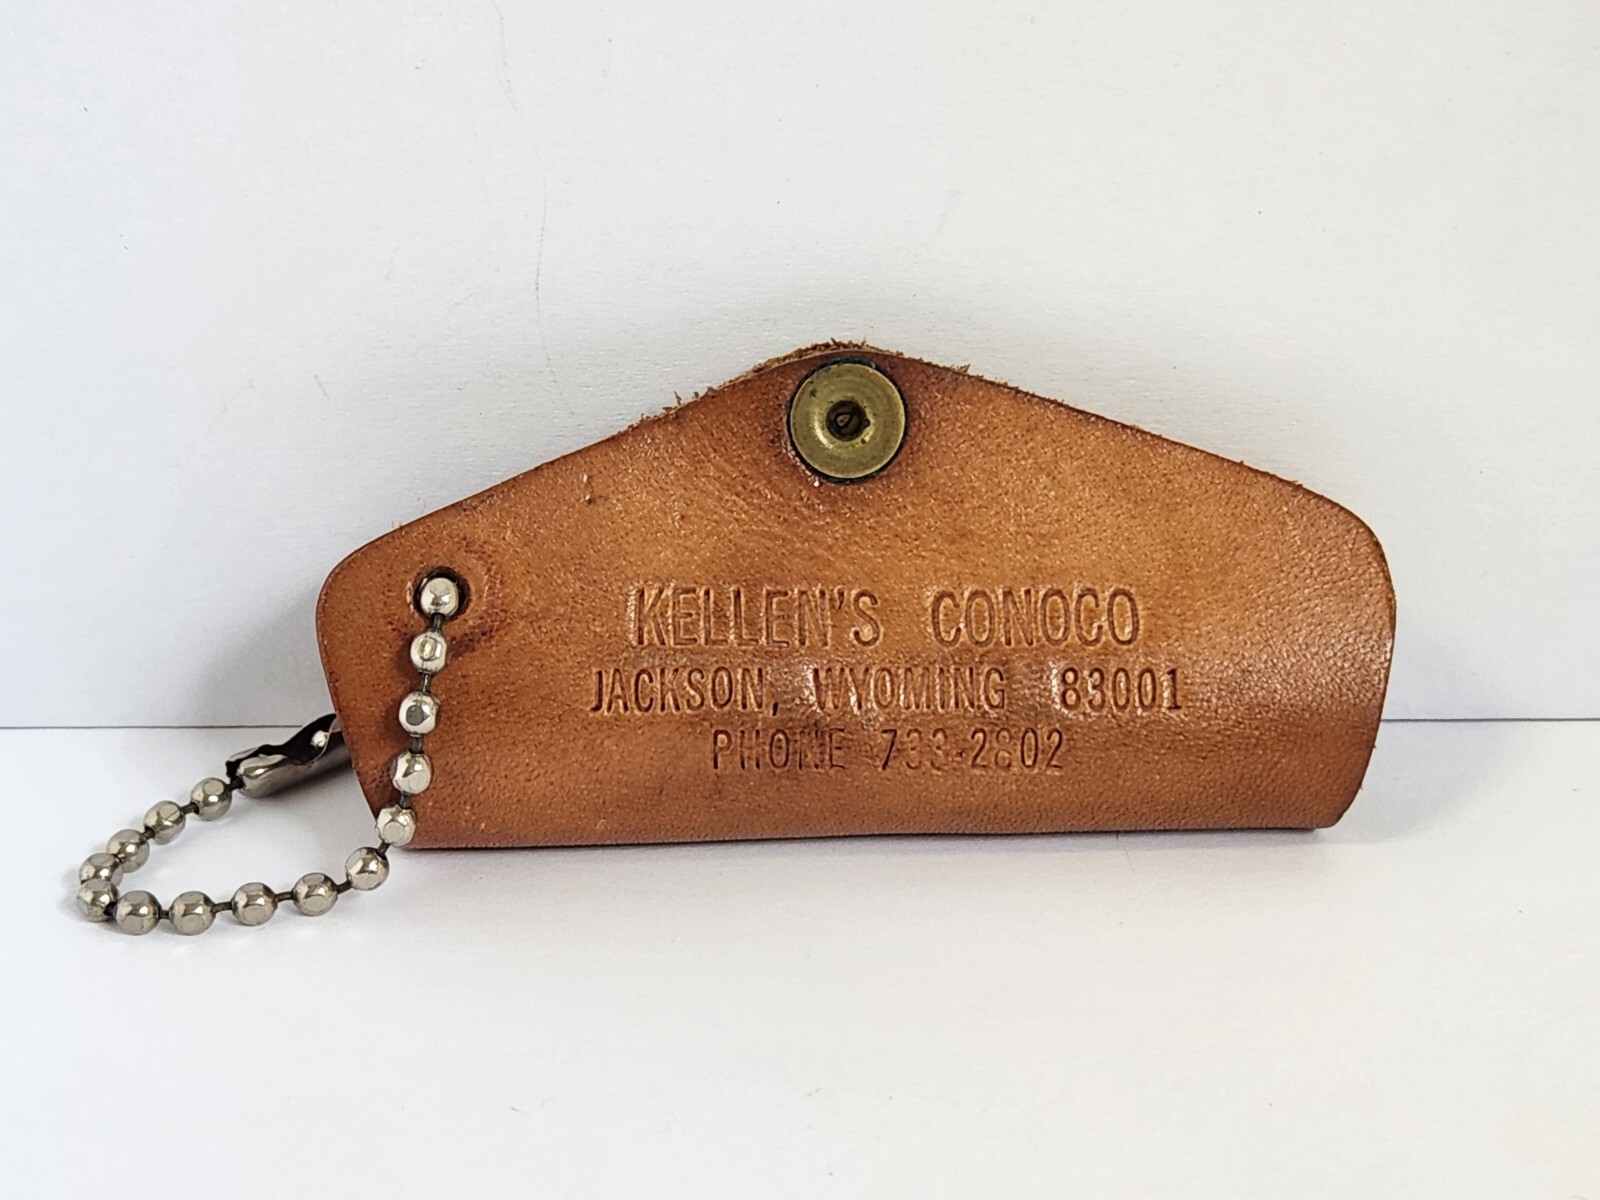 KELLEN'S CONOCO
JACKSON, WYOMING 83001
PHONE 733-2802